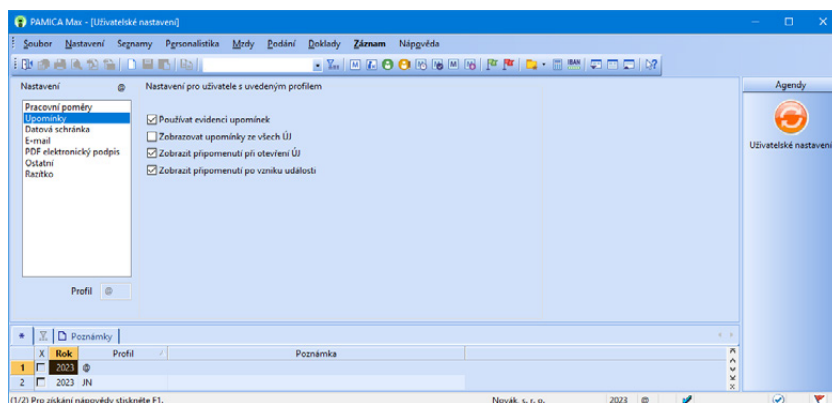 PAMICA Max - [Uživatelské nastavení]
Soubor Nastavení Seznamy Personalistika Mzdy Podání Doklady Záznam Nápověda
Nastavení @ Nastavení pro uživatele s uvedeným profilem Agendy
Pracovní poměry
Upomínky
Datová schránka
E-mail
PDF elektronický podpis
Ostatní
Razítko
Používat evidenci upomínek
Zobrazovat upomínky ze všech ÚJ
Zobrazit připomenutí při otevření ÚJ
Zobrazit připomenutí po vzniku události
Uživatelské nastavení
Profil @
Poznámky
X Rok Profil Poznámka
1 2023 @
2 2023 JN
(1/2) Pro získání nápovědy stiskněte F1. Novák, s. r. o. 2023 @